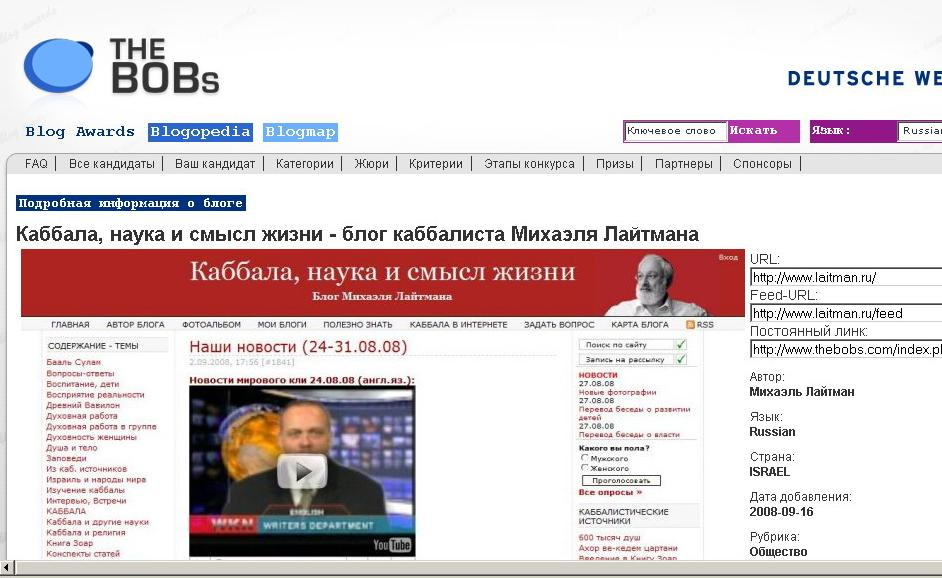 THE
BOBs
DEUTSCHE WE
Blog Awards Blogopedia Blogmap
Ключевое слово Искать Язык: Russian
FAQ Все кандидаты Ваш кандидат Категории Жюри Критерии Этапы конкурса Призы Партнеры Спонсоры
Подробная информация о блоге
Каббала, наука и смысл жизни - блог каббалиста Михаэля Лайтмана
Вход
Каббала, наука и смысл жизни
Блог Михаэля Лайтмана
ГЛАВНАЯ АВТОР БЛОГА ФОТОАЛЬБОМ МОИ БЛОГИ ПОЛЕЗНО ЗНАТЬ КАББАЛА В ИНТЕРНЕТЕ ЗАДАТЬ ВОПРОС КАРТА БЛОГА RSS
СОДЕРЖАНИЕ - ТЕМЫ
Бааль Сулам
Вопросы-ответы
Воспитание, дети
Восприятие реальности
Древний Вавилон
Духовная работа
Духовная работа в группе
Духовность женщины
Душа и тело
Заповеди
Из каб. источников
Израиль и народы мира
Изучение каббалы
Интервью, Встречи
КАББАЛА
Каббала и другие науки
Каббала и религия
Книга Зоар
Конспекты статей
Наши новости (24-31.08.08)
2.09.2008, 17:56 [#1841]
Новости мирового кли 24.08.08 (англ.яз.):
ENGLISH
WRITERS DEPARTMENT
YouTube
Поиск по сайту
Запись на рассылку
НОВОСТИ
27.08.08
Новые фотографии
27.08.08
Перевод беседы о развитии
детей
27.08.08
Перевод беседы о власти
Какого вы пола?
Мужского
Женского
Проголосовать
Все опросы »
КАББАЛИСТИЧЕСКИЕ
ИСТОЧНИКИ
600 тысяч душ
Ахор ве-кедем цартани
Введение в Книгу Зоар
URL:
http://www.laitman.ru/
Feed-URL:
http://www.laitman.ru/feed
Постоянный линк:
http://www.thebobs.com/index.pl
Автор:
Михаэль Лайтман
Язык:
Russian
Страна:
ISRAEL
Дата добавления:
2008-09-16
Рубрика:
Общество